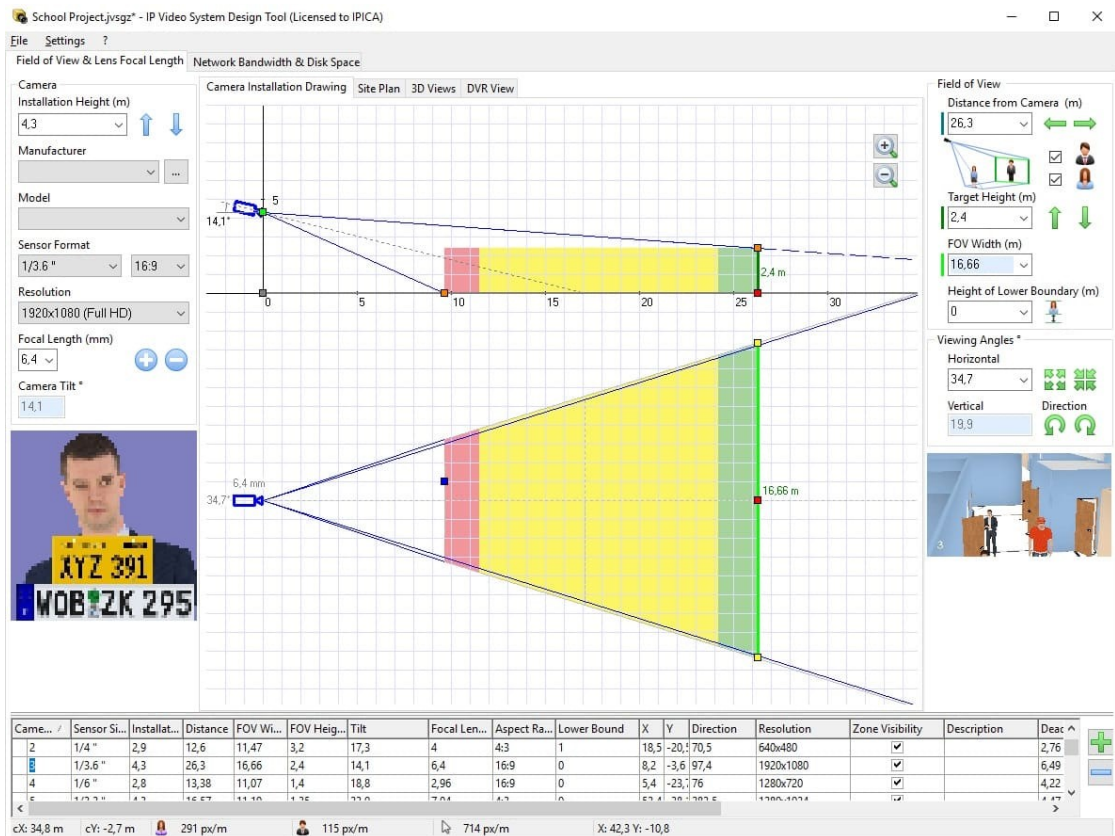 School Project.jvsgz* - IP Video System Design Tool (Licensed to IPICA)
File Settings ?
Field of View & Lens Focal Length Network Bandwidth & Disk Space
Camera
Installation Height (m)
4,3
Manufacturer
...
Model
Sensor Format
1/3.6 " 16:9
Resolution
1920x1080 (Full HD)
Focal Length (mm)
6,4
Camera Tilt °
14,1
XYZ 391
WOB ZK 295
Camera Installation Drawing Site Plan 3D Views DVR View
5
14,1°
2,4 m
0 5 10 15 20 25 30
6,4 mm
34,7°
16,66 m
Field of View
Distance from Camera (m)
26,3
Target Height (m)
2,4
FOV Width (m)
16,66
Height of Lower Boundary (m)
0
Viewing Angles °
Horizontal
34,7
Vertical Direction
19,9
3
Came... Sensor Si... Installat... Distance FOV Wi... FOV Heig... Tilt Focal Len... Aspect Ra... Lower Bound X Y Direction Resolution Zone Visibility Description Deac
2 1/4 " 2,9 12,6 11,47 3,2 17,3 4 4:3 1 18,5 -20,5 70,5 640x480 2,76
3 1/3.6 " 4,3 26,3 16,66 2,4 14,1 6,4 16:9 0 8,2 -3,6 97,4 1920x1080 6,49
4 1/6 " 2,8 13,38 11,07 1,4 18,8 2,96 16:9 0 5,4 76 1280x720 4,22
cX: 34,8 m cY: -2,7 m 291 px/m 115 px/m 714 px/m X: 42,3 Y: -10,8